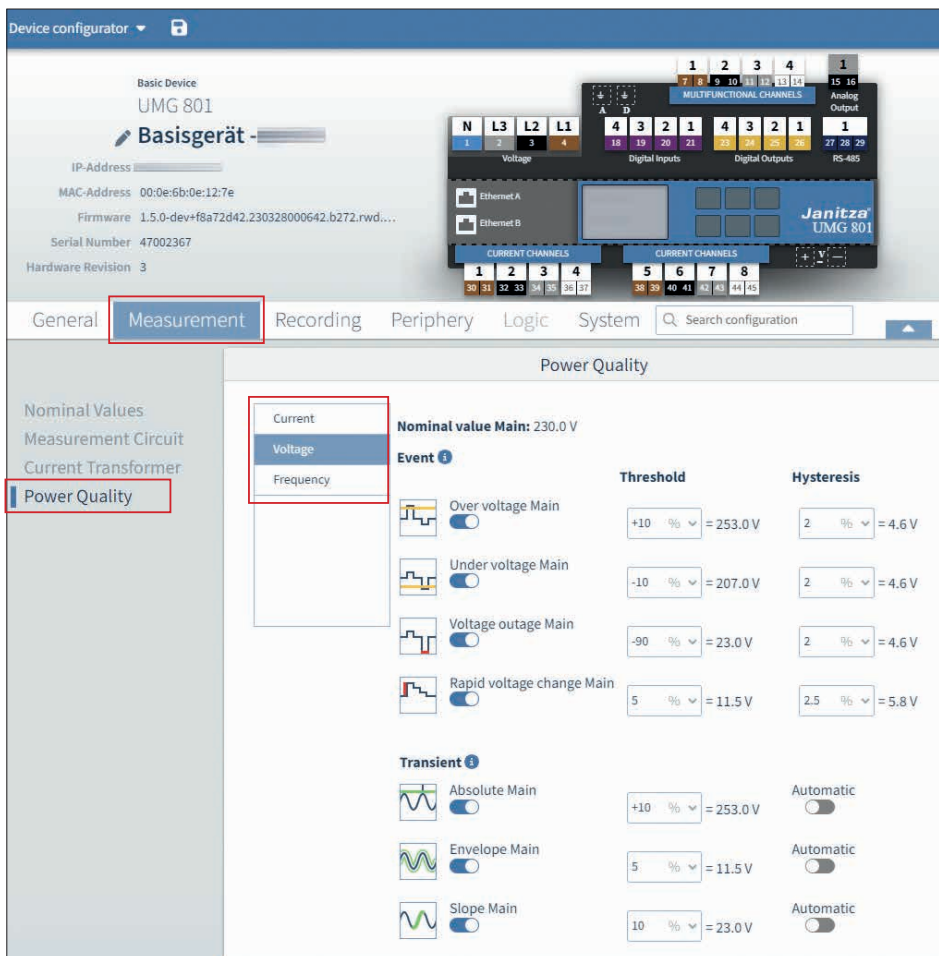 Device configurator
Basic Device
UMG 801
Basisgerät -
IP-Address
MAC-Address 00:0e:6b:0e:12:7e
Firmware 1.5.0-dev+f8a72d42.230328000642.b272.rwd....
Serial Number 47002367
Hardware Revision 3
1 2 3 4 1
7 8 9 10 11 12 13 14 15 16
MULTIFUNCTIONAL CHANNELS Analog
Output
A D
N L3 L2 L1 4 3 2 1 4 3 2 1 1
1 2 3 4 18 19 20 21 23 24 25 26 27 28 29
Voltage Digital Inputs Digital Outputs RS-485
Ethernet A
Ethernet B
Janitza®
UMG 801
CURRENT CHANNELS CURRENT CHANNELS + V −
1 2 3 4 5 6 7 8
30 31 32 33 34 35 36 37 38 39 40 41 42 43 44 45
General Measurement Recording Periphery Logic System Search configuration
Power Quality
Nominal Values
Measurement Circuit
Current Transformer
Power Quality
Current
Voltage
Frequency
Nominal value Main: 230.0 V
Event
Threshold Hysteresis
Over voltage Main
+10 % = 253.0 V 2 % = 4.6 V
Under voltage Main
-10 % = 207.0 V 2 % = 4.6 V
Voltage outage Main
-90 % = 23.0 V 2 % = 4.6 V
Rapid voltage change Main
5 % = 11.5 V 2.5 % = 5.8 V
Transient
Absolute Main Automatic
+10 % = 253.0 V
Envelope Main Automatic
5 % = 11.5 V
Slope Main Automatic
10 % = 23.0 V